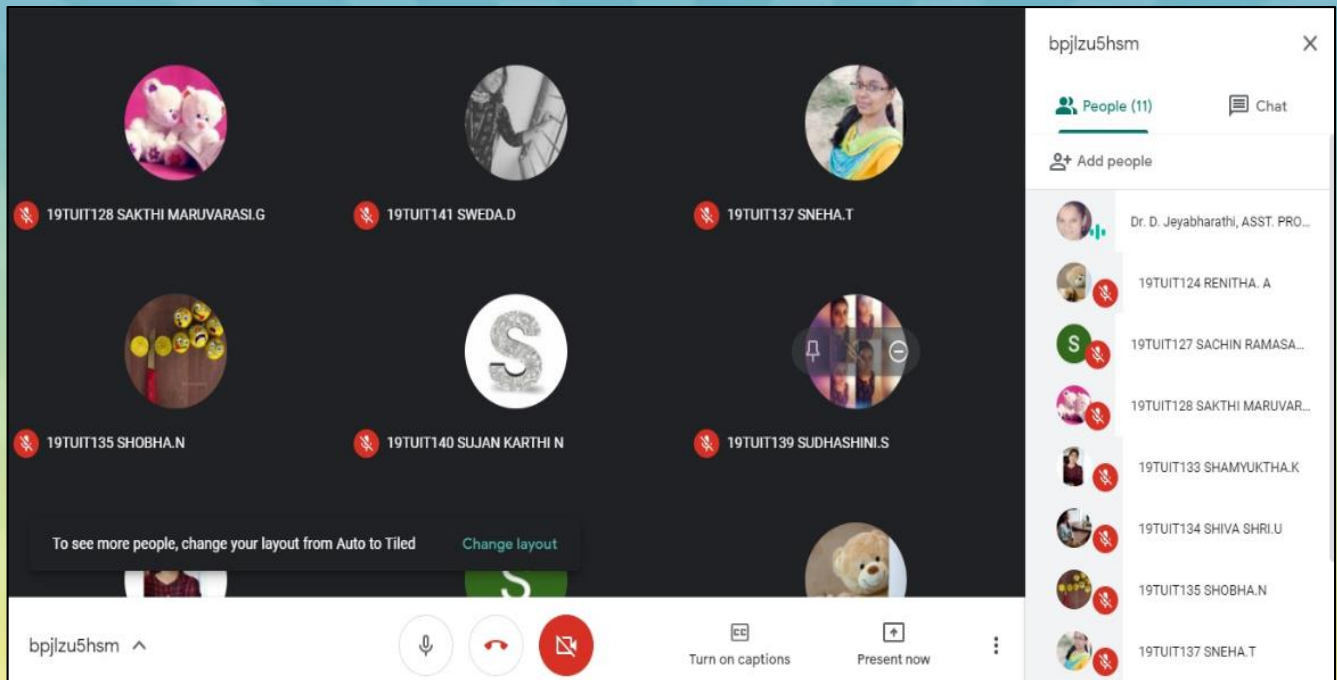 19TUIT128 SAKTHI MARUVARASI.G
19TUIT141 SWEDA.D
19TUIT137 SNEHA.T
19TUIT135 SHOBHA.N
S
19TUIT140 SUJAN KARTHI N
19TUIT139 SUDHASHINI.S
To see more people, change your layout from Auto to Tiled
Change layout
S
bpjlzu5hsm
Turn on captions
CC
Present now
bpjlzu5hsm
People (11)
Chat
Add people
Dr. D. Jeyabharathi, ASST. PRO...
19TUIT124 RENITHA. A
S
19TUIT127 SACHIN RAMASA...
19TUIT128 SAKTHI MARUVAR...
19TUIT133 SHAMYUKTHA.K
19TUIT134 SHIVA SHRI.U
19TUIT135 SHOBHA.N
19TUIT137 SNEHA.T